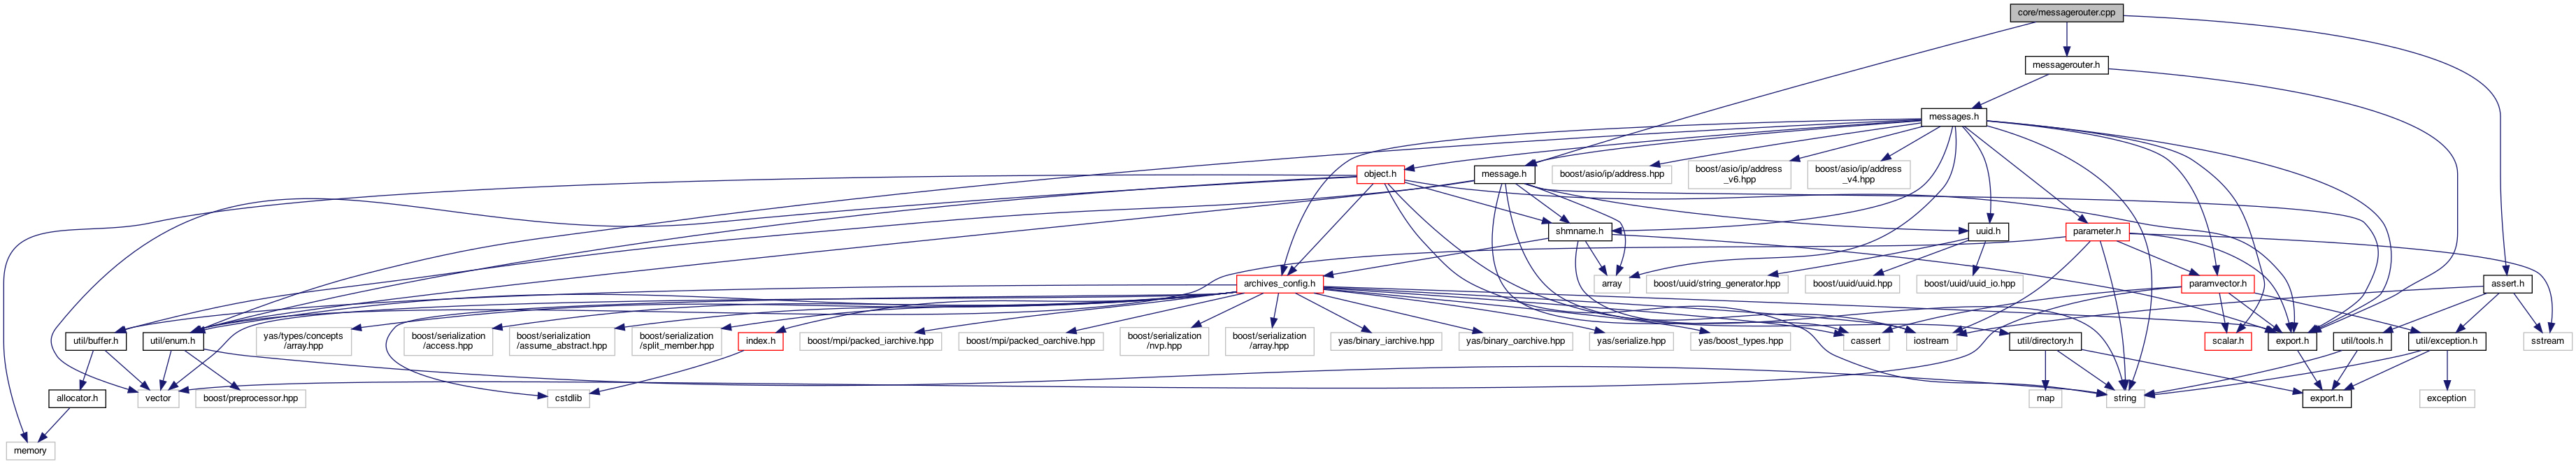 core/messagerouter.cpp
messagerouter.h
messages.h
object.h
message.h
boost/asio/ip/address.hpp
boost/asio/ip/address
_v6.hpp
boost/asio/ip/address
_v4.hpp
shmname.h
uuid.h
parameter.h
archives_config.h
array
boost/uuid/string_generator.hpp
boost/uuid/uuid.hpp
boost/uuid/uuid_io.hpp
paramvector.h
assert.h
util/buffer.h
util/enum.h
yas/types/concepts
/array.hpp
boost/serialization
/access.hpp
boost/serialization
/assume_abstract.hpp
boost/serialization
/split_member.hpp
index.h
boost/mpi/packed_iarchive.hpp
boost/mpi/packed_oarchive.hpp
boost/serialization
/nvp.hpp
boost/serialization
/array.hpp
yas/binary_iarchive.hpp
yas/binary_oarchive.hpp
yas/serialize.hpp
yas/boost_types.hpp
cassert
iostream
util/directory.h
scalar.h
export.h
util/tools.h
util/exception.h
sstream
allocator.h
vector
boost/preprocessor.hpp
cstdlib
map
string
export.h
exception
memory